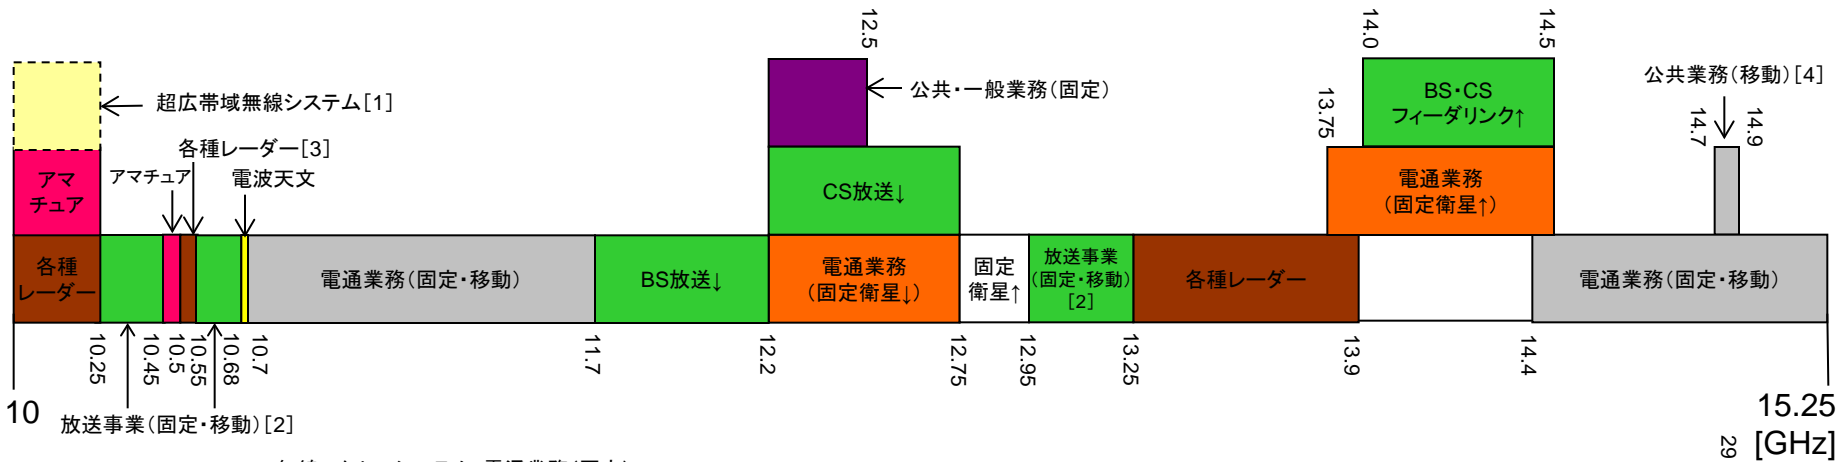 12.5
14.0
14.5
超広帯域無線システム[1]
公共・一般業務(固定)
13.75
BS・CS
フィーダリンク↑
公共業務(移動)[4]
14.7
14.9
各種レーダー[3]
アマチュア
電波天文
アマ
チュア
CS放送↓
電通業務
(固定衛星↑)
各種
レーダー
電通業務(固定・移動)
BS放送↓
電通業務
(固定衛星↓)
固定
衛星↑
放送事業
(固定・移動)
[2]
各種レーダー
電通業務(固定・移動)
10.25
10.45
10.5
10.55
10.68
10.7
11.7
12.2
12.75
12.95
13.25
13.9
14.4
10
放送事業(固定・移動)[2]
15.25
[GHz]
29